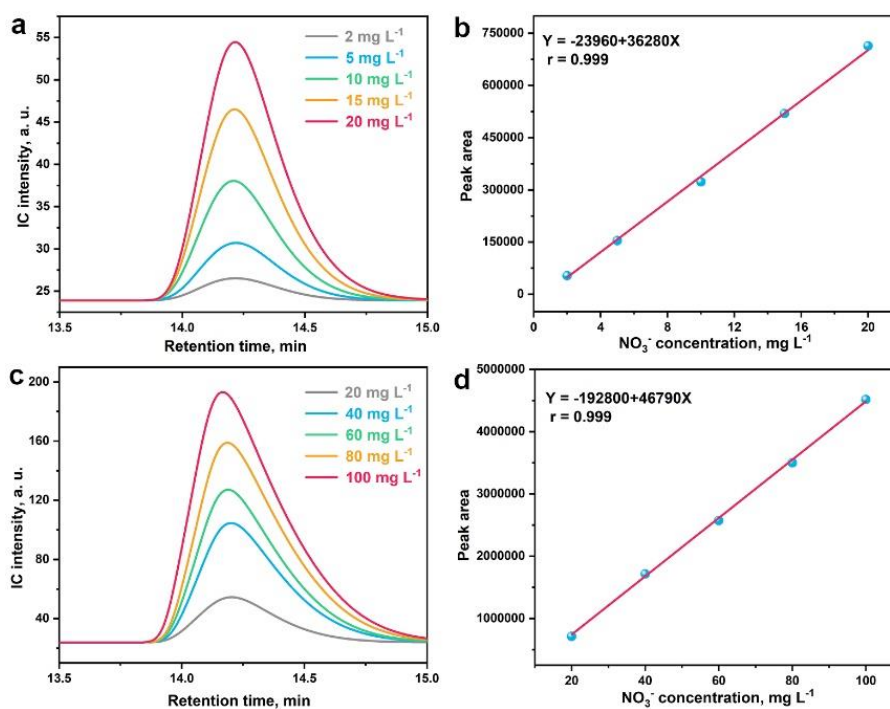 a
IC intensity, a. u.
55
50
45
40
35
30
25
2 mg L⁻¹
5 mg L⁻¹
10 mg L⁻¹
15 mg L⁻¹
20 mg L⁻¹
13.5
14.0
14.5
15.0
Retention time, min
b
Y = -23960+36280X
r = 0.999
Peak area
750000
600000
450000
300000
150000
0
0
4
8
12
16
20
NO₃⁻ concentration, mg L⁻¹
c
IC intensity, a. u.
200
160
120
80
40
20 mg L⁻¹
40 mg L⁻¹
60 mg L⁻¹
80 mg L⁻¹
100 mg L⁻¹
13.5
14.0
14.5
15.0
Retention time, min
d
Y = -192800+46790X
r = 0.999
Peak area
5000000
4000000
3000000
2000000
1000000
20
40
60
80
100
NO₃⁻ concentration, mg L⁻¹